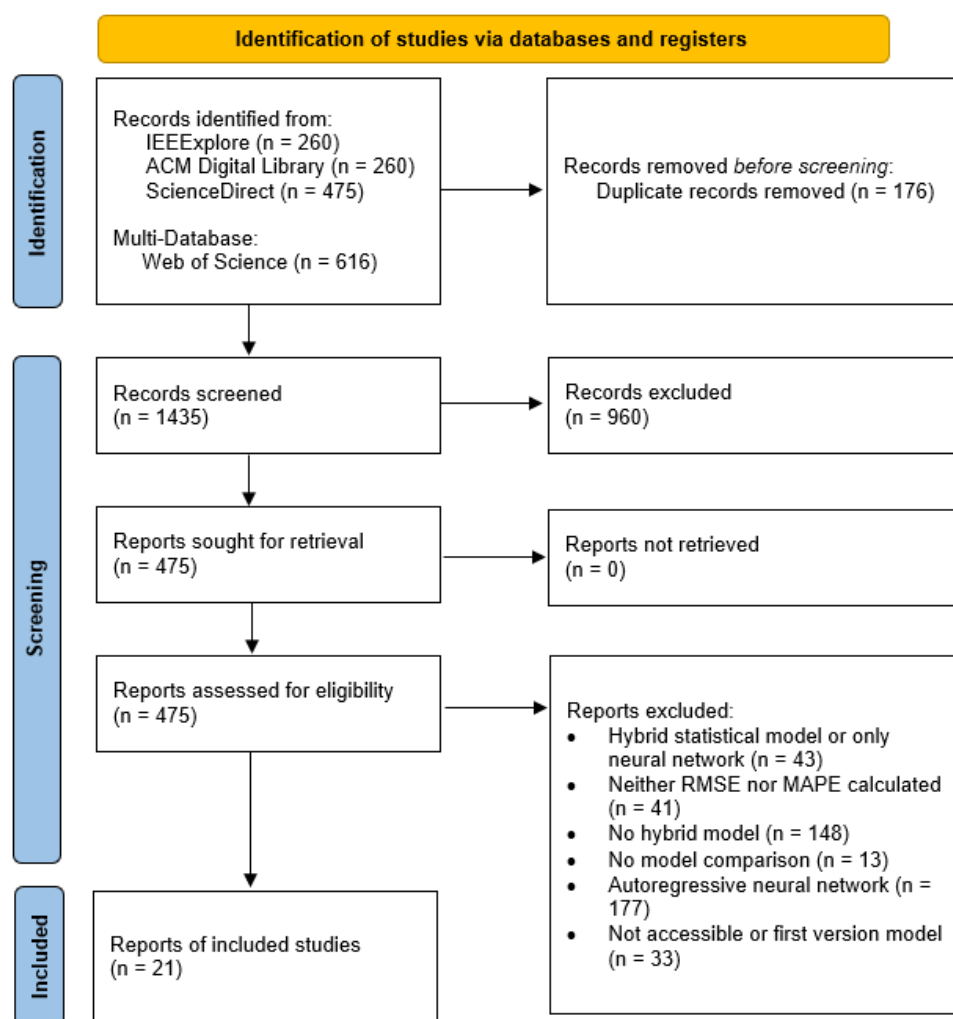 Identification of studies via databases and registers
Identification
Records identified from:
IEEExplore (n = 260)
ACM Digital Library (n = 260)
ScienceDirect (n = 475)
Multi-Database:
Web of Science (n = 616)
Records removed before screening:
Duplicate records removed (n = 176)
Screening
Records screened
(n = 1435)
Records excluded
(n = 960)
Reports sought for retrieval
(n = 475)
Reports not retrieved
(n = 0)
Reports assessed for eligibility
(n = 475)
Reports excluded:
• Hybrid statistical model or only
neural network (n = 43)
• Neither RMSE nor MAPE calculated
(n = 41)
• No hybrid model (n = 148)
• No model comparison (n = 13)
• Autoregressive neural network (n =
177)
• Not accessible or first version model
(n = 33)
Included
Reports of included studies
(n = 21)